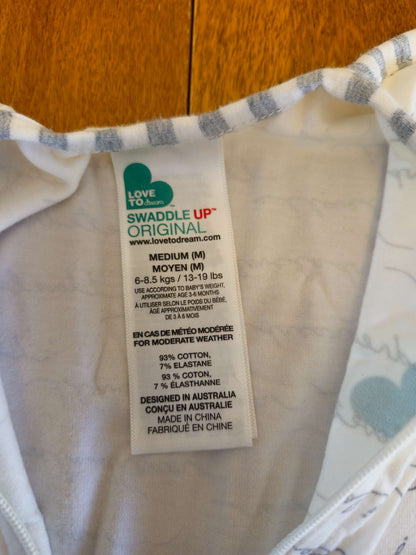 LOVE
TO dream
SWADDLE UP™
ORIGINAL
www.lovetodream.com
MEDIUM (M)
MOYEN (M)
6-8.5 kgs / 13-19 lbs
USE ACCORDING TO BABY'S WEIGHT,
APPROXIMATE AGE 3-6 MONTHS
À UTILISER SELON LE POIDS DU BÉBÉ,
ÂGE APPROXIMATIVEMENT
DE 3 À 6 MOIS
EN CAS DE MÉTÉO MODÉRÉE
FOR MODERATE WEATHER
93% COTTON,
7% ELASTANE
93 % COTON,
7 % ÉLASTHANNE
DESIGNED IN AUSTRALIA
CONÇU EN AUSTRALIE
MADE IN CHINA
FABRIQUÉ EN CHINE